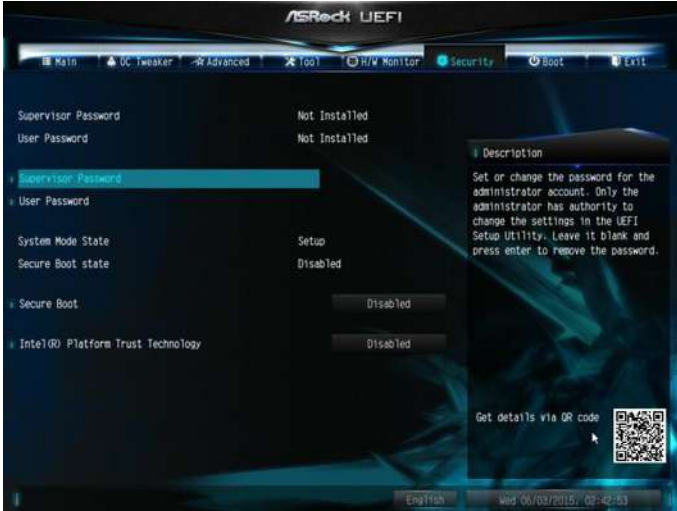 ASRock UEFI
Main OC Tweaker Advanced Tool H/W Monitor Security Boot Exit
Supervisor Password Not Installed
User Password Not Installed
Description
Supervisor Password
User Password
Set or change the password for the
administrator account. Only the
administrator has authority to
change the settings in the UEFI
Setup Utility. Leave it blank and
press enter to remove the password.
System Mode State Setup
Secure Boot state Disabled
Secure Boot Disabled
Intel(R) Platform Trust Technology Disabled
Get details via QR code
English Wed 06/03/2015, 02:42:53